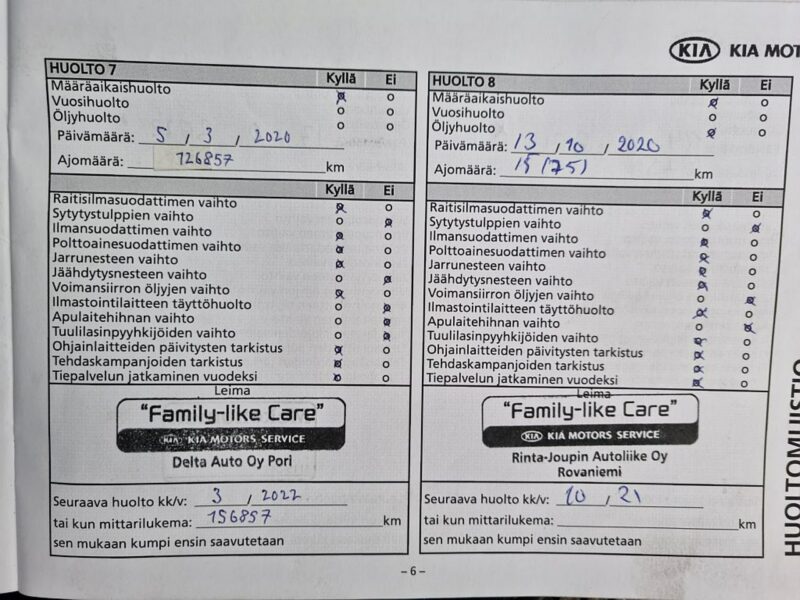 KIA KIA MOT
HUOLTO 7 Kyllä Ei
Määräaikaishuolto
Vuosihuolto
Öljyhuolto
Päivämäärä: 5 / 3 / 2020
Ajomäärä: 126857 km
Kyllä Ei
Raitisilmasuodattimen vaihto
Sytytystulppien vaihto
Ilmansuodattimen vaihto
Polttoainesuodattimen vaihto
Jarrunesteen vaihto
Jäähdytysnesteen vaihto
Voimansiirron öljyjen vaihto
Ilmastointilaitteen täyttöhuolto
Apulaitehihnan vaihto
Tuulilasinpyyhkijöiden vaihto
Ohjainlaitteiden päivitysten tarkistus
Tehdaskampanjoiden tarkistus
Tiepalvelun jatkaminen vuodeksi
Leima
"Family-like Care"
KIA KIA MOTORS SERVICE
Delta Auto Oy Pori
Seuraava huolto kk/v: 3 / 2022
tai kun mittarilukema: 156857 km
sen mukaan kumpi ensin saavutetaan
HUOLTO 8 Kyllä Ei
Määräaikaishuolto
Vuosihuolto
Öljyhuolto
Päivämäärä: 13 / 10 / 2020
Ajomäärä: km
Kyllä Ei
Raitisilmasuodattimen vaihto
Sytytystulppien vaihto
Ilmansuodattimen vaihto
Polttoainesuodattimen vaihto
Jarrunesteen vaihto
Jäähdytysnesteen vaihto
Voimansiirron öljyjen vaihto
Ilmastointilaitteen täyttöhuolto
Apulaitehihnan vaihto
Tuulilasinpyyhkijöiden vaihto
Ohjainlaitteiden päivitysten tarkistus
Tehdaskampanjoiden tarkistus
Tiepalvelun jatkaminen vuodeksi
Leima
"Family-like Care"
KIA KIA MOTORS SERVICE
Rinta-Joupin Autoliike Oy
Rovaniemi
Seuraava huolto kk/v: 10 / 21
tai kun mittarilukema: km
sen mukaan kumpi ensin saavutetaan
HUOLTOMUISTIO
– 6 –